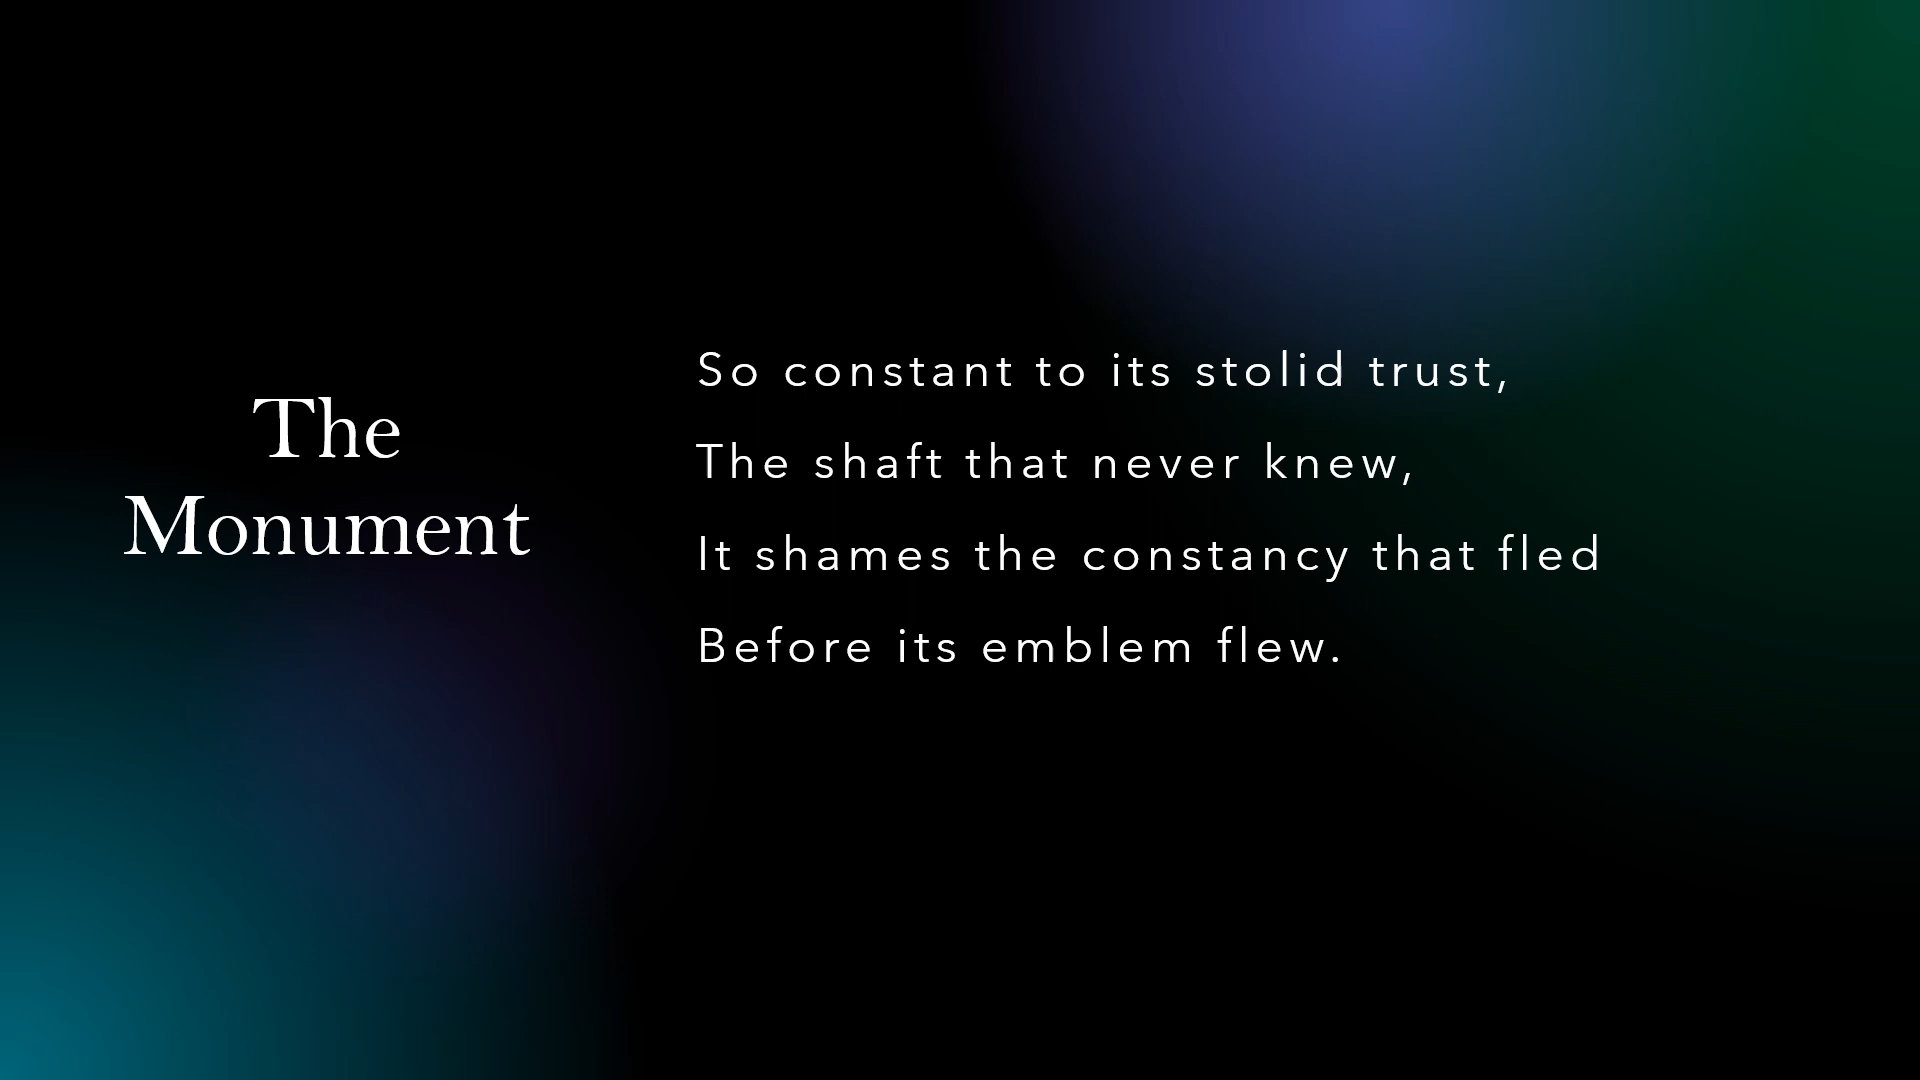 The
Monument
So constant to its stolid trust,
The shaft that never knew,
It shames the constancy that fled
Before its emblem flew.